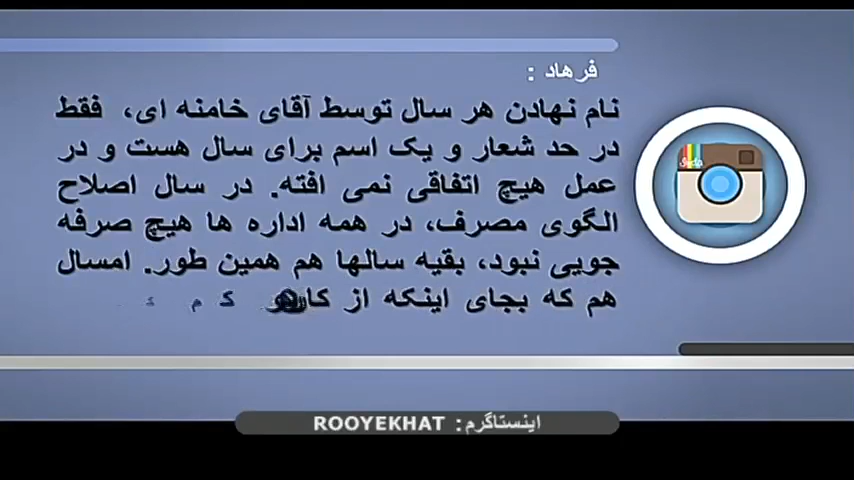 فرهاد :
نام نهادن هر سال توسط آقای خامنه ای، فقط
در حد شعار و یک اسم برای سال هست و در
عمل هیچ اتفاقی نمی افته. در سال اصلاح
الگوی مصرف، در همه اداره ها هیچ صرفه
جویی نبود، بقیه سالها هم همین طور. امسال
هم که بجای اینکه از
اینستاگرم: ROOYEKHAT